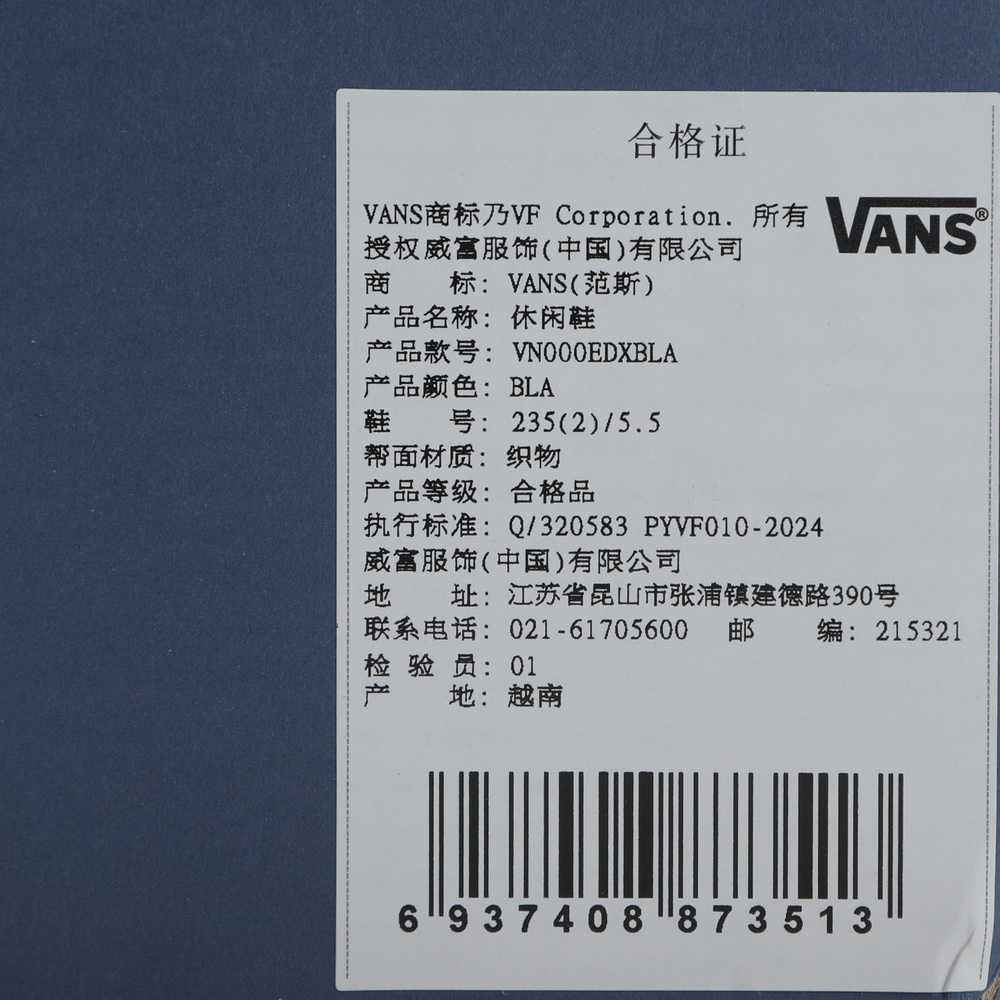 合格证
VANS商标乃VF Corporation. 所有
VANS®
授权威富服饰(中国)有限公司
商 标: VANS(范斯)
产品名称: 休闲鞋
产品款号: VN000EDXBLA
产品颜色: BLA
鞋 号: 235(2)/5.5
帮面材质: 织物
产品等级: 合格品
执行标准: Q/320583 PYVF010-2024
威富服饰(中国)有限公司
地 址: 江苏省昆山市张浦镇建德路390号
联系电话: 021-61705600 邮 编: 215321
检 验 员: 01
产 地: 越南
6 937408 873513